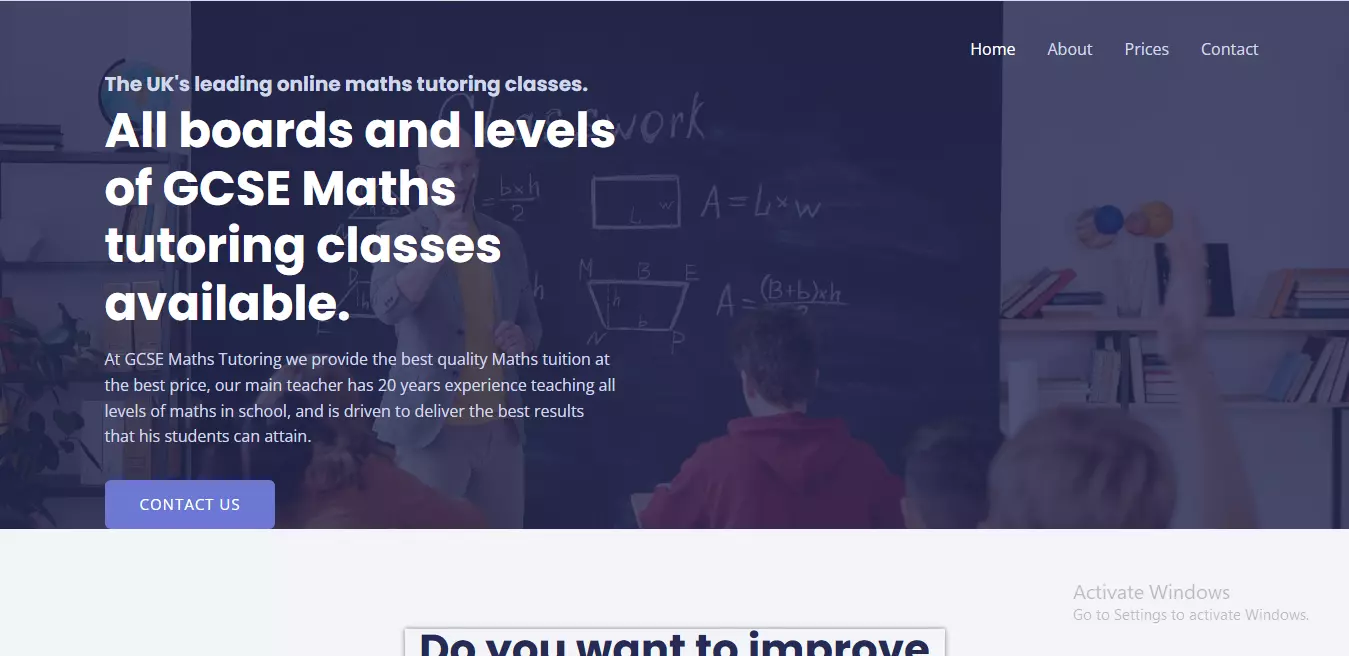 Home About Prices Contact
The UK's leading online maths tutoring classes.
All boards and levels
of GCSE Maths
tutoring classes
available.
At GCSE Maths Tutoring we provide the best quality Maths tuition at
the best price, our main teacher has 20 years experience teaching all
levels of maths in school, and is driven to deliver the best results
that his students can attain.
CONTACT US
Classwork
= b×h
2
L w
A = L × w
M B E
h
b
N P
A = (B+b)×h
2
Activate Windows
Go to Settings to activate Windows.
Do you want to improve